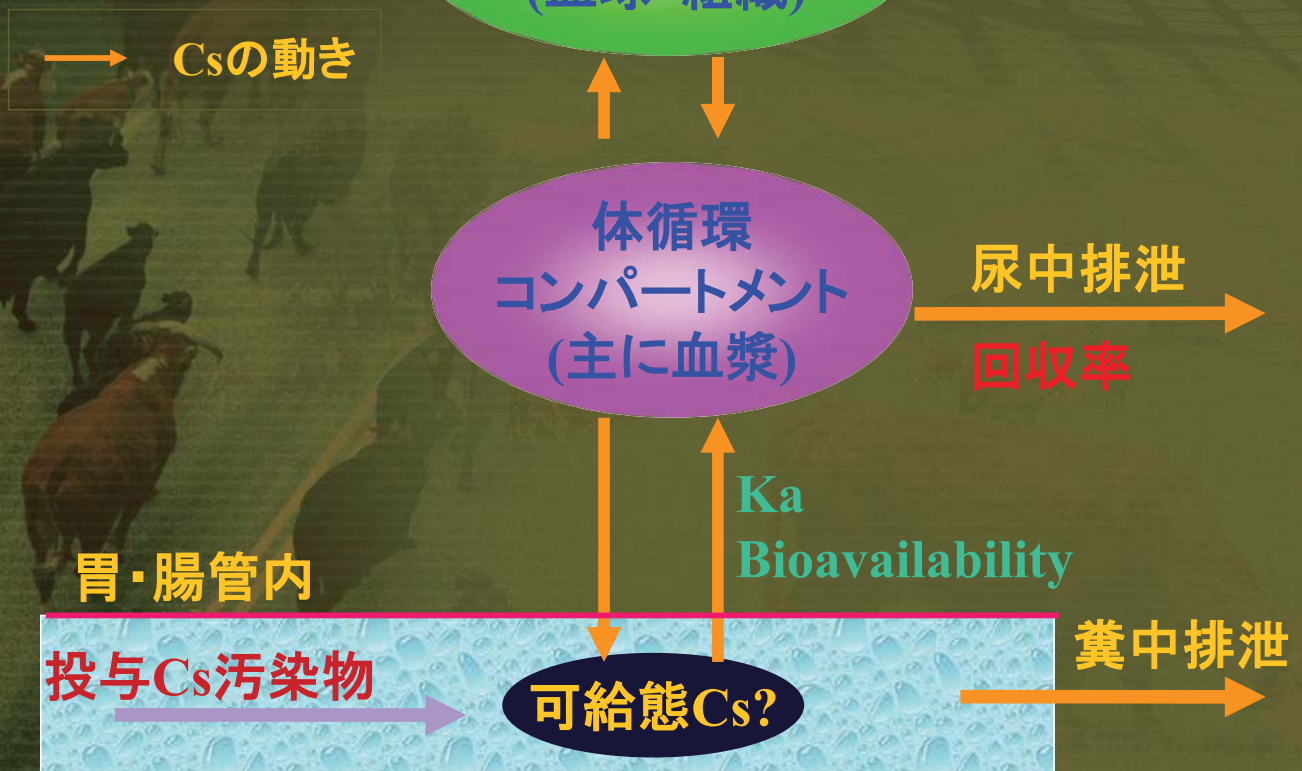 組織)
Csの動き
体循環
コンパートメント
(主に血漿)
尿中排泄
回収率
Ka
Bioavailability
胃・腸管内
投与Cs汚染物
可給態Cs?
糞中排泄